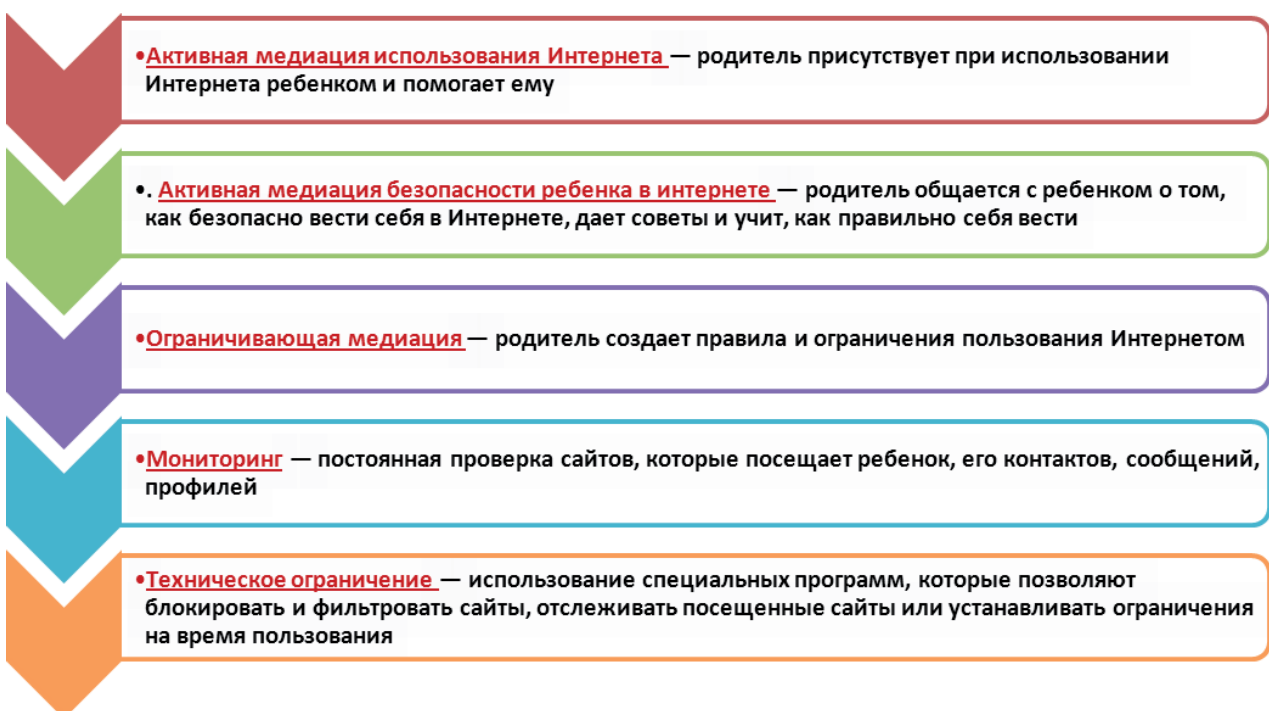 •Активная медиация использования Интернета — родитель присутствует при использовании
Интернета ребенком и помогает ему
•. Активная медиация безопасности ребенка в интернете — родитель общается с ребенком о том,
как безопасно вести себя в Интернете, дает советы и учит, как правильно себя вести
•Ограничивающая медиация — родитель создает правила и ограничения пользования Интернетом
•Мониторинг — постоянная проверка сайтов, которые посещает ребенок, его контактов, сообщений,
профилей
•Техническое ограничение — использование специальных программ, которые позволяют
блокировать и фильтровать сайты, отслеживать посещенные сайты или устанавливать ограничения
на время пользования